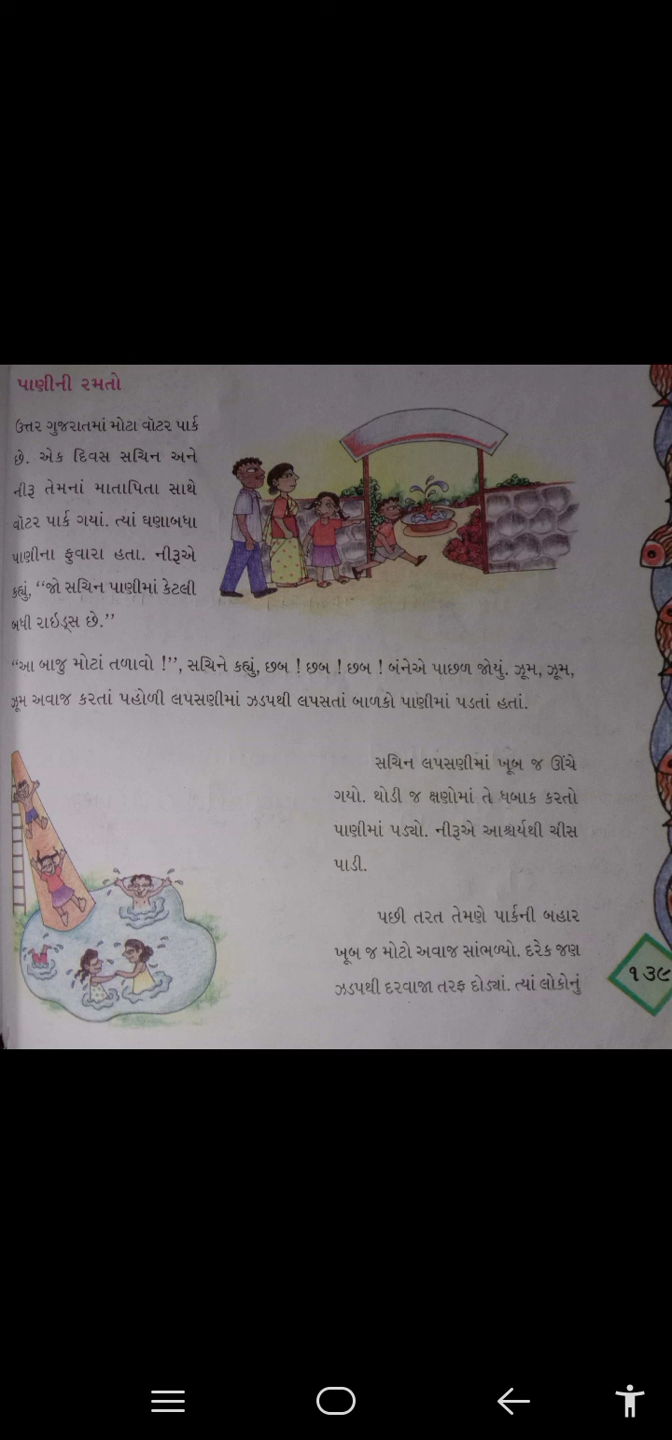 પાણીની રમતો
ઉત્તર ગુજરાતમાં મોટા વૉટર પાર્ક
છે. એક દિવસ સચિન અને
નીરૂ તેમનાં માતાપિતા સાથે
વૉટર પાર્ક ગયાં. ત્યાં ઘણાબધા
પાણીના ફુવારા હતા. નીરૂએ
કહ્યું, “જો સચિન પાણીમાં કેટલી
બધી રાઇડ્સ છે.”
“આ બાજુ મોટાં તળાવો !”, સચિને કહ્યું, છબ ! છબ ! છબ ! બંનેએ પાછળ જોયું. ઝૂમ, ઝૂમ,
ઝૂમ અવાજ કરતાં પહોળી લપસણીમાં ઝડપથી લપસતાં બાળકો પાણીમાં પડતાં હતાં.
સચિન લપસણીમાં ખૂબ જ ઊંચે
ગયો. થોડી જ ક્ષણોમાં તે ધબાક કરતો
પાણીમાં પડ્યો. નીરૂએ આશ્ચર્યથી ચીસ
પાડી.
પછી તરત તેમણે પાર્કની બહાર
ખૂબ જ મોટો અવાજ સાંભળ્યો. દરેક જણ
ઝડપથી દરવાજા તરફ દોડ્યાં. ત્યાં લોકોનું
૧૩૯